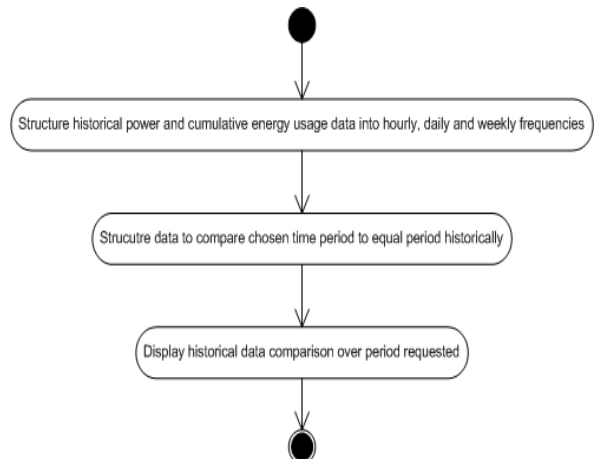 Structure historical power and cumulative energy usage data into hourly, daily and weekly frequencies
Strucutre data to compare chosen time period to equal period historically
Display historical data comparison over period requested